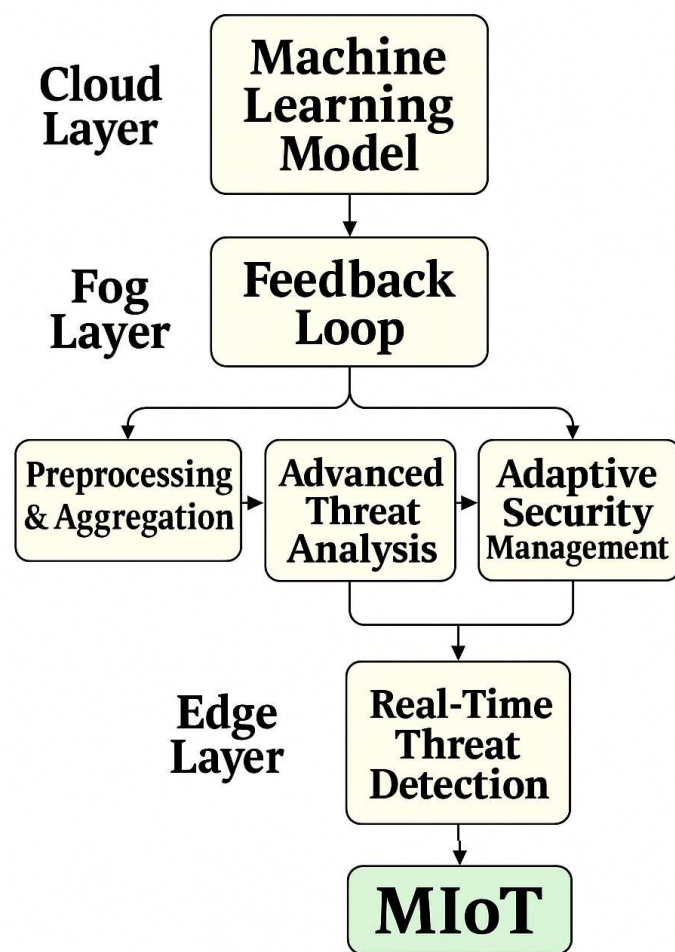 Cloud
Layer
Machine
Learning
Model
Fog
Layer
Feedback
Loop
Preprocessing
& Aggregation
Advanced
Threat
Analysis
Adaptive
Security
Management
Edge
Layer
Real-Time
Threat
Detection
MIoT